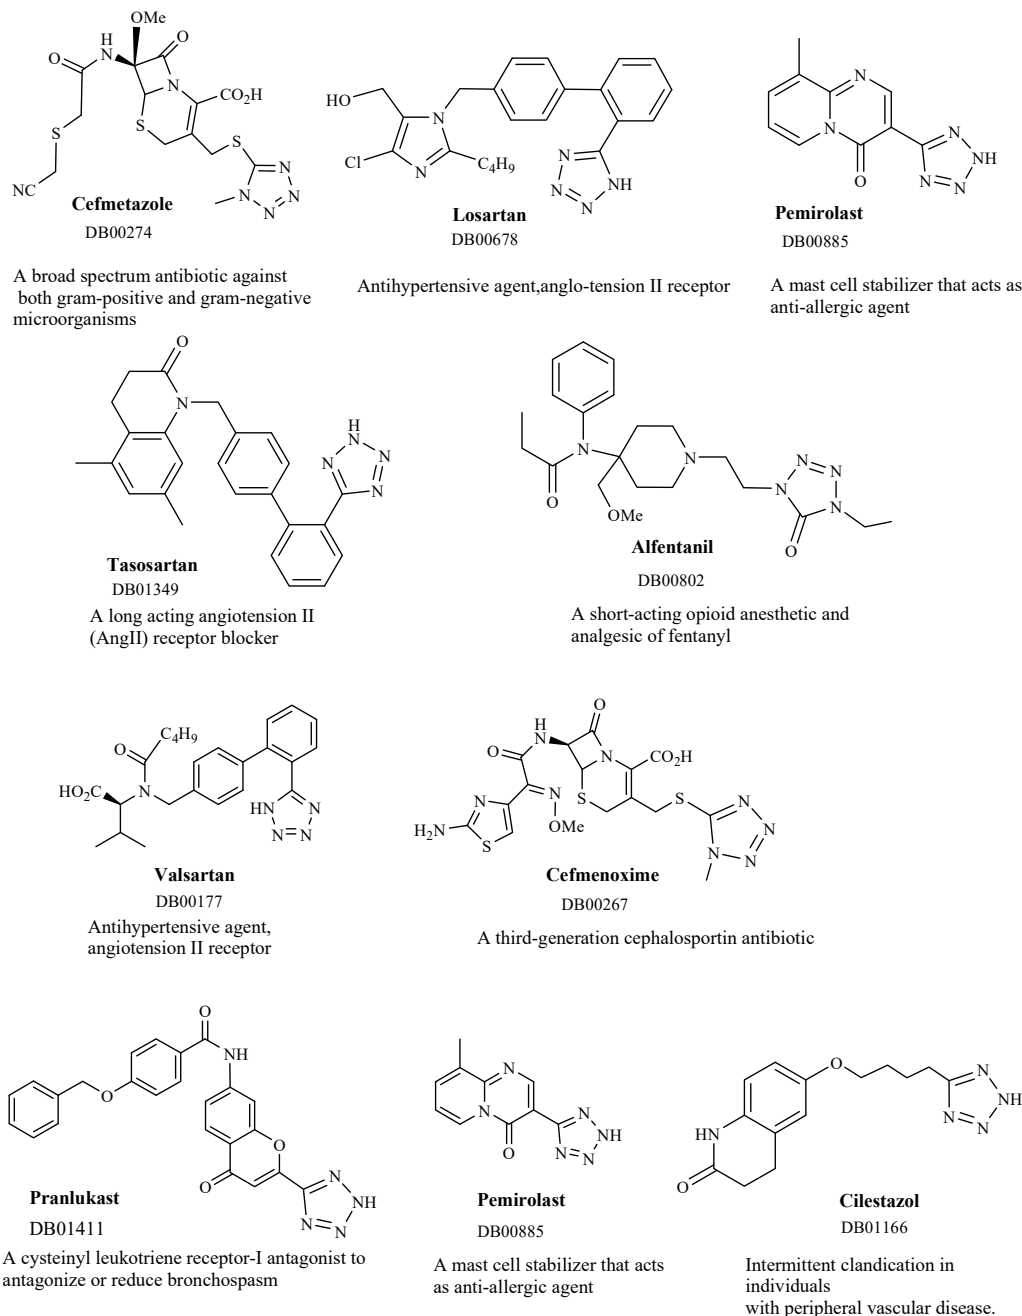 OMe
H
N
O
O
N
CO₂H
S
S
S
NC
N
N
N
N
Cefmetazole
DB00274
A broad spectrum antibiotic against
both gram-positive and gram-negative
microorganisms
HO
N
Cl
N
C₄H₉
N
N
N
NH
Losartan
DB00678
Antihypertensive agent,anglo-tension II receptor
N
N
O
N
NH
N
N
Pemirolast
DB00885
A mast cell stabilizer that acts as
anti-allergic agent
O
N
H
N
N
N
N
Tasosartan
DB01349
A long acting angiotension II
(AngII) receptor blocker
N
O
OMe
N
N
N
N
N
O
Alfentanil
DB00802
A short-acting opioid anesthetic and
analgesic of fentanyl
C₄H₉
O
HO₂C
N
HN
N
N
N
Valsartan
DB00177
Antihypertensive agent,
angiotension II receptor
O
H
N
O
N
CO₂H
N
N
S
S
OMe
H₂N
S
N
N
N
N
Cefmenoxime
DB00267
A third-generation cephalosportin antibiotic
O
NH
O
O
O
N
NH
N
N
Pranlukast
DB01411
A cysteinyl leukotriene receptor-I antagonist to
antagonize or reduce bronchospasm
N
N
O
N
NH
N
N
Pemirolast
DB00885
A mast cell stabilizer that acts
as anti-allergic agent
O
N
NH
N
N
HN
O
Cilestazol
DB01166
Intermittent clandication in
individuals
with peripheral vascular disease.